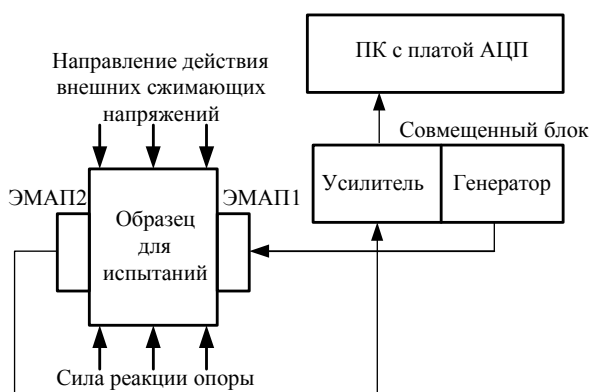 ПК с платой АЦП
Направление действия
внешних сжимающих
напряжений
Совмещенный блок
Усилитель
Генератор
ЭМАП2
ЭМАП1
Образец
для
испытаний
Сила реакции опоры